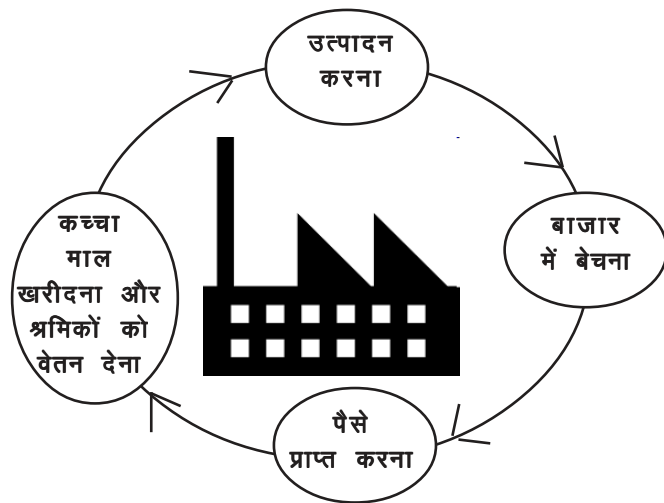 उत्पादन
करना
बाजार
में बेचना
पैसे
प्राप्त करना
कच्चा
माल
खरीदना और
श्रमिकों को
वेतन देना